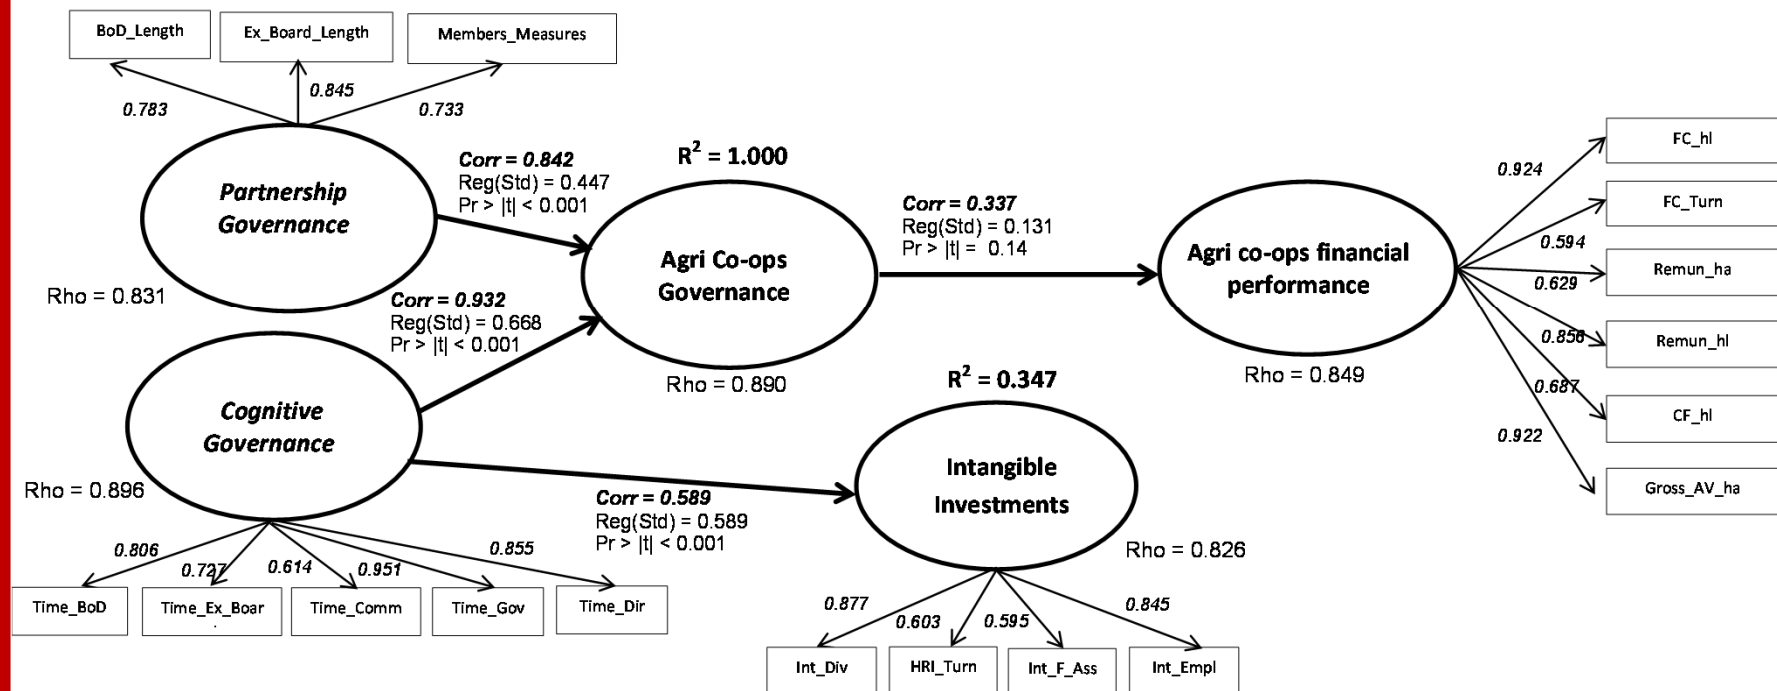 BoD_Length
Ex_Board_Length
Members_Measures
0.783
0.845
0.733
Partnership
Governance
Rho = 0.831
Corr = 0.842
Reg(Std) = 0.447
Pr > |t| < 0.001
R² = 1.000
Agri Co-ops
Governance
Rho = 0.890
Corr = 0.337
Reg(Std) = 0.131
Pr > |t| = 0.14
Agri co-ops financial
performance
Rho = 0.849
0.924
0.594
0.629
0.856
0.687
0.922
FC_hl
FC_Turn
Remun_ha
Remun_hl
CF_hl
Gross_AV_ha
Corr = 0.932
Reg(Std) = 0.668
Pr > |t| < 0.001
Cognitive
Governance
Rho = 0.896
0.806
0.727
0.614
0.951
0.855
Time_BoD
Time_Ex_Boar
Time_Comm
Time_Gov
Time_Dir
Corr = 0.589
Reg(Std) = 0.589
Pr > |t| < 0.001
R² = 0.347
Intangible
Investments
Rho = 0.826
0.877
0.603
0.595
0.845
Int_Div
HRI_Turn
Int_F_Ass
Int_Empl